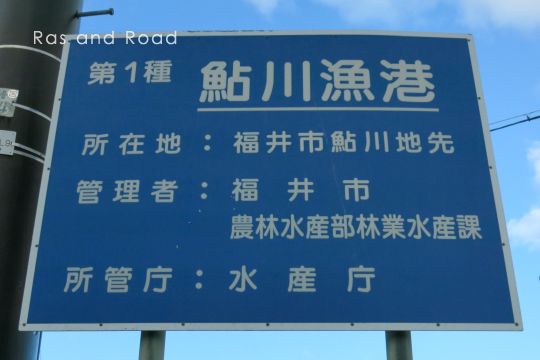 Ras and Road
第1種 鮎川漁港
所在地：福井市鮎川地先
管理者：福井市
農林水産部林業水産課
所管庁：水産庁